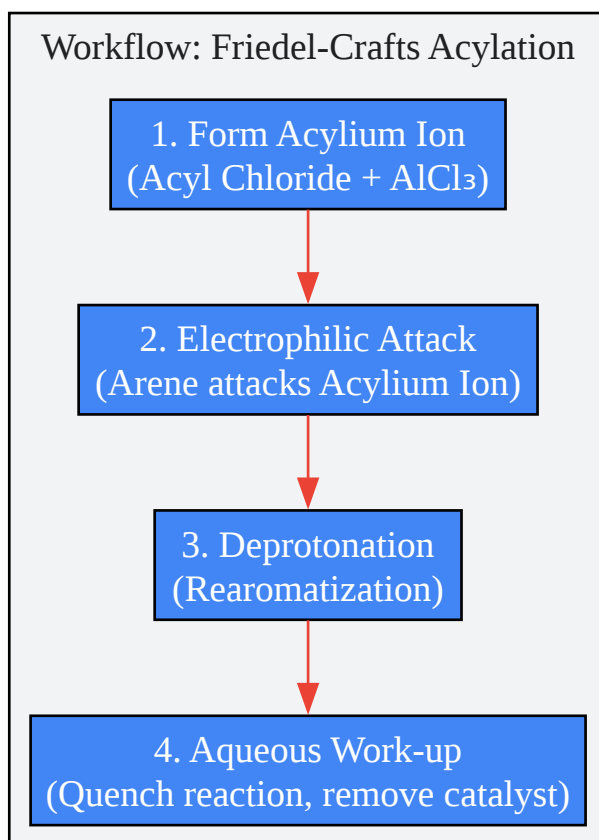 Workflow: Friedel-Crafts Acylation
1. Form Acylium Ion
(Acyl Chloride + AlCl₃)
2. Electrophilic Attack
(Arene attacks Acylium Ion)
3. Deprotonation
(Rearomatization)
4. Aqueous Work-up
(Quench reaction, remove catalyst)